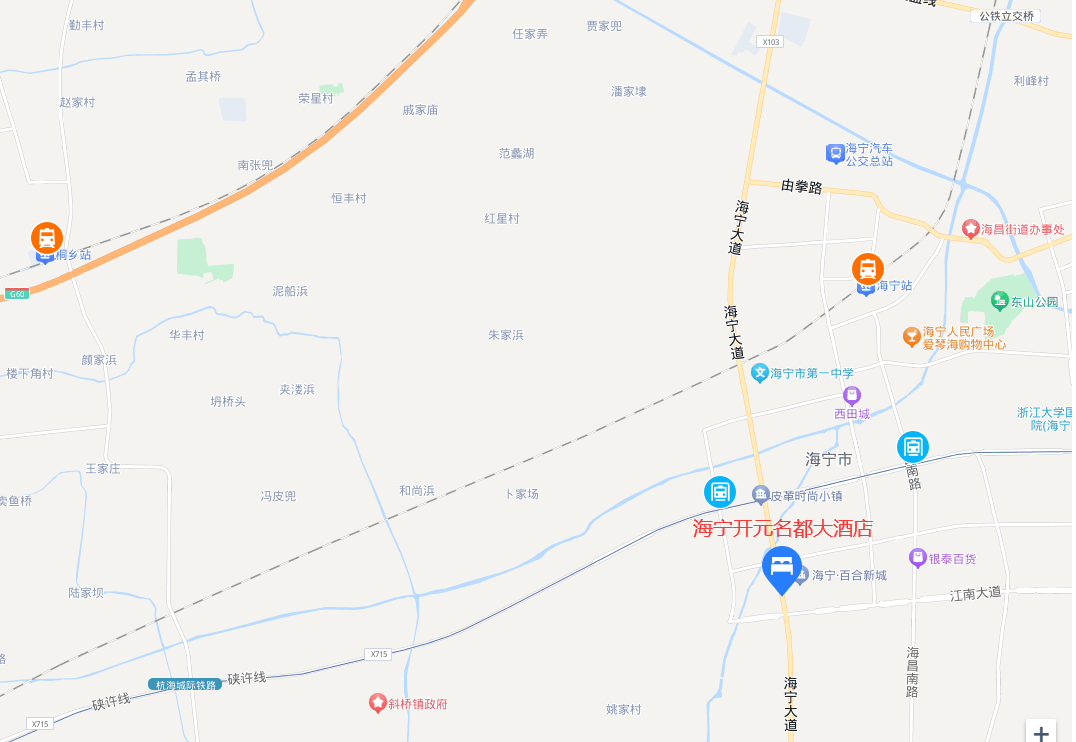 公铁立交桥
勤丰村
任家弄
贾家兜
X103
孟其桥
利峰村
赵家村
荣星村
戚家庙
潘家埭
南张兜
范蠡湖
海宁汽车
公交总站
由拳路
恒丰村
红星村
海宁大道
海昌街道办事处
桐乡站
G60
泥船浜
海宁站
东山公园
华丰村
朱家浜
海宁大道
海宁人民广场
爱琴海购物中心
颜家浜
楼下角村
夹溇浜
海宁市第一中学
坍桥头
西田城
浙江大学国
院(海宁
王家庄
海宁市
南路
卖鱼桥
冯皮兜
和尚浜
卜家场
皮革时尚小镇
海宁开元名都大酒店
银泰百货
海宁·百合新城
陆家坝
江南大道
路
X715
海昌南路
杭海城际铁路
硖许线
硖许线
斜桥镇政府
姚家村
海宁大道
X715
+